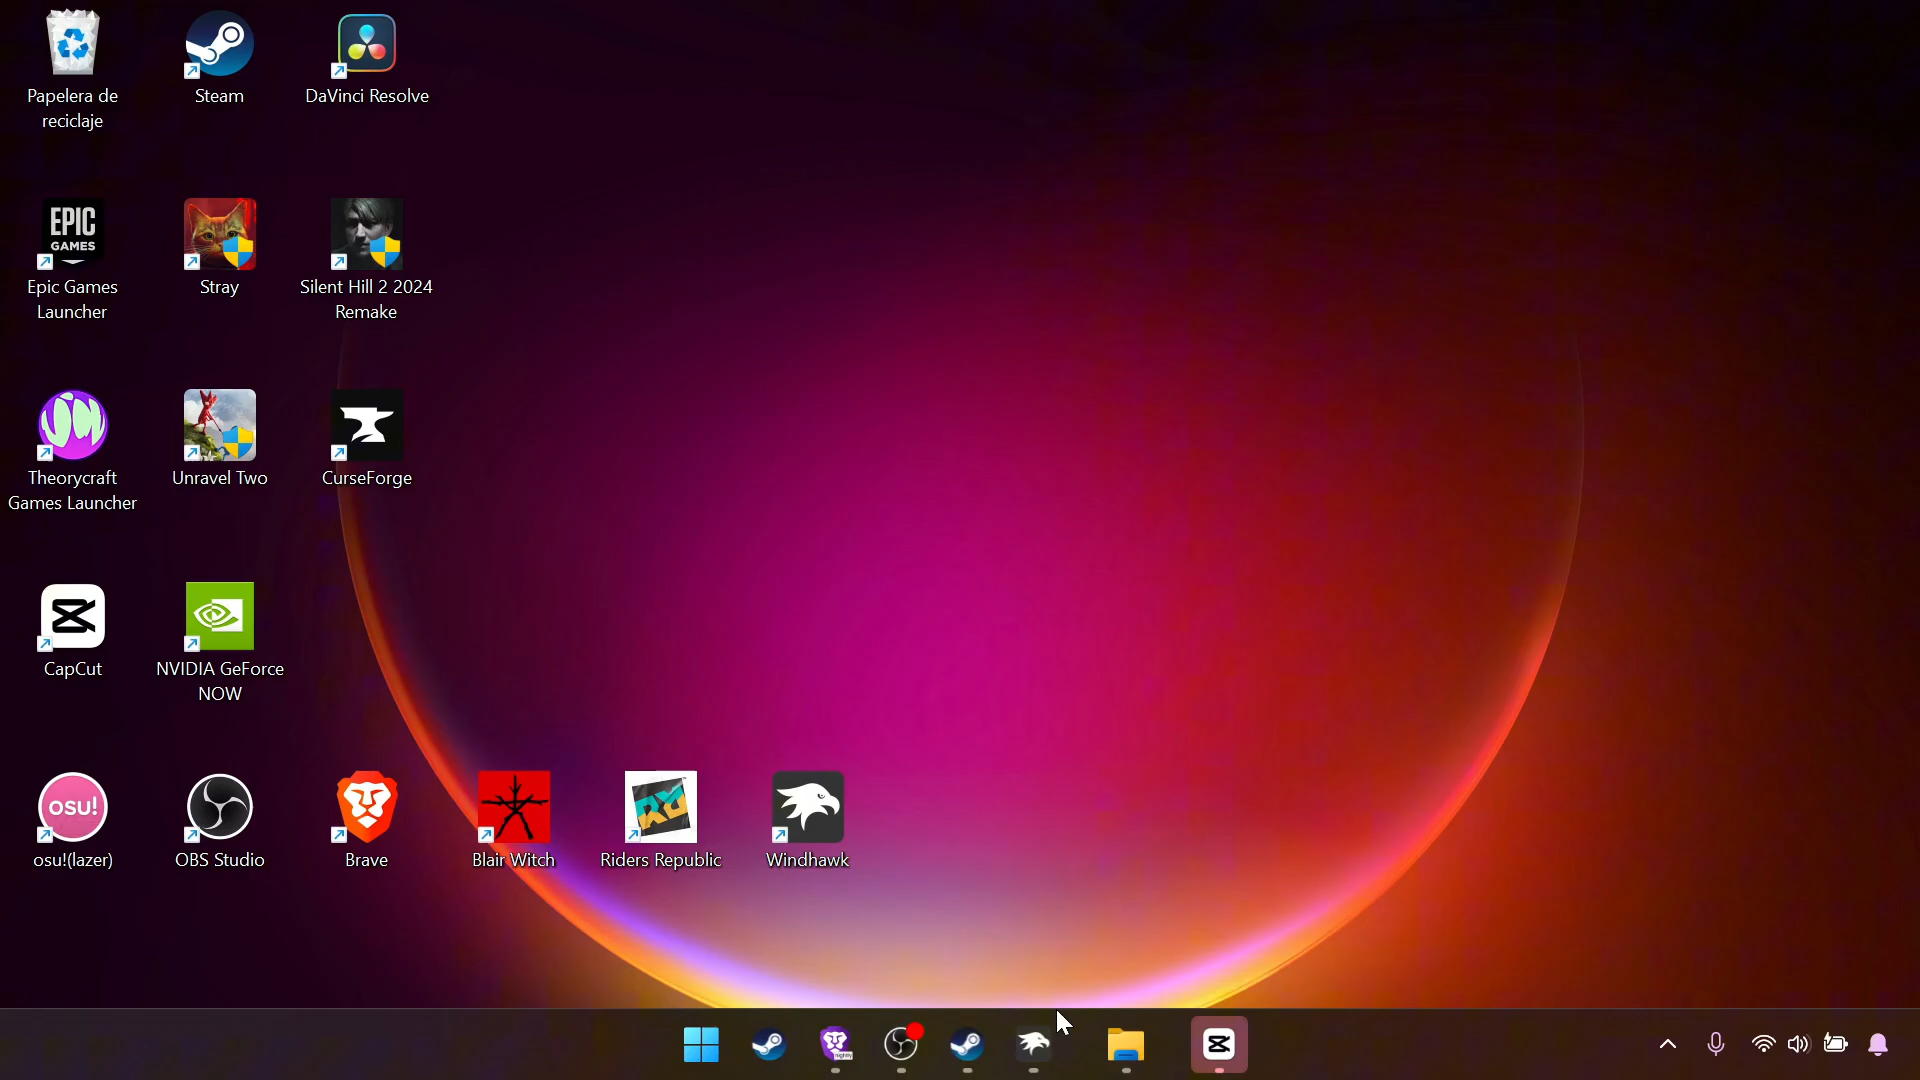 Papelera de
reciclaje
Steam
DaVinci Resolve
EPIC
GAMES
Epic Games
Launcher
Stray
Silent Hill 2 2024
Remake
Theorycraft
Games Launcher
Unravel Two
CurseForge
CapCut
NVIDIA GeForce
NOW
osu!
osu!(lazer)
OBS Studio
Brave
Blair Witch
RR
Riders Republic
Windhawk
nightly